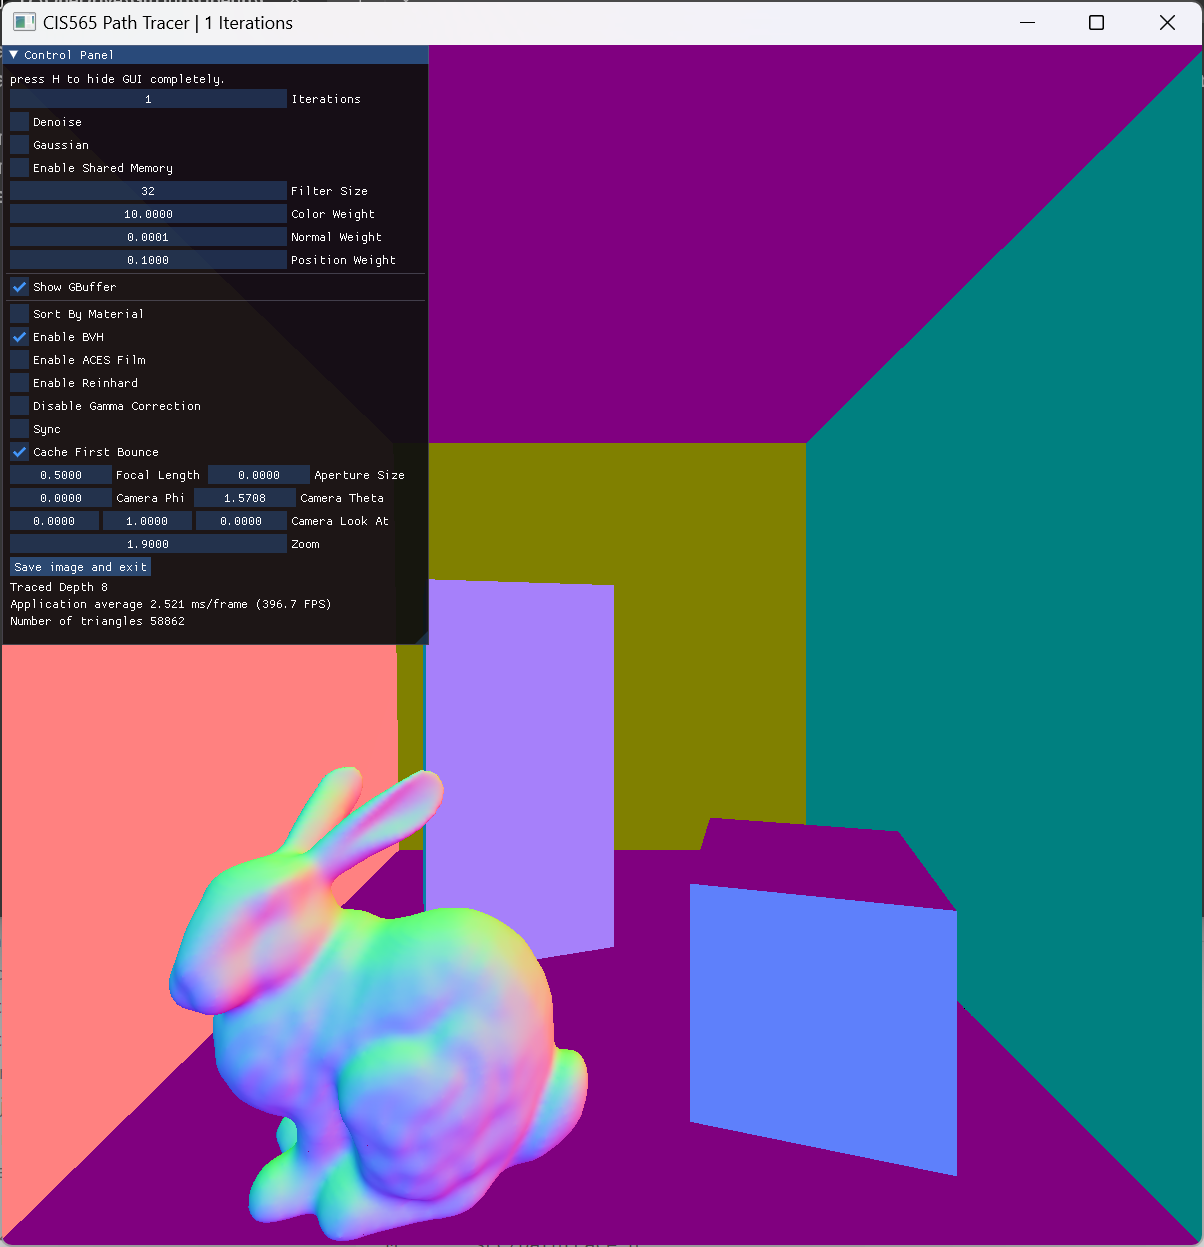 CIS565 Path Tracer | 1 Iterations
Control Panel
press H to hide GUI completely.
1 Iterations
Denoise
Gaussian
Enable Shared Memory
32 Filter Size
10.0000 Color Weight
0.0001 Normal Weight
0.1000 Position Weight
Show GBuffer
Sort By Material
Enable BVH
Enable ACES Film
Enable Reinhard
Disable Gamma Correction
Sync
Cache First Bounce
0.5000 Focal Length 0.0000 Aperture Size
0.0000 Camera Phi 1.5708 Camera Theta
0.0000 1.0000 0.0000 Camera Look At
1.9000 Zoom
Save image and exit
Traced Depth 8
Application average 2.521 ms/frame (396.7 FPS)
Number of triangles 58862